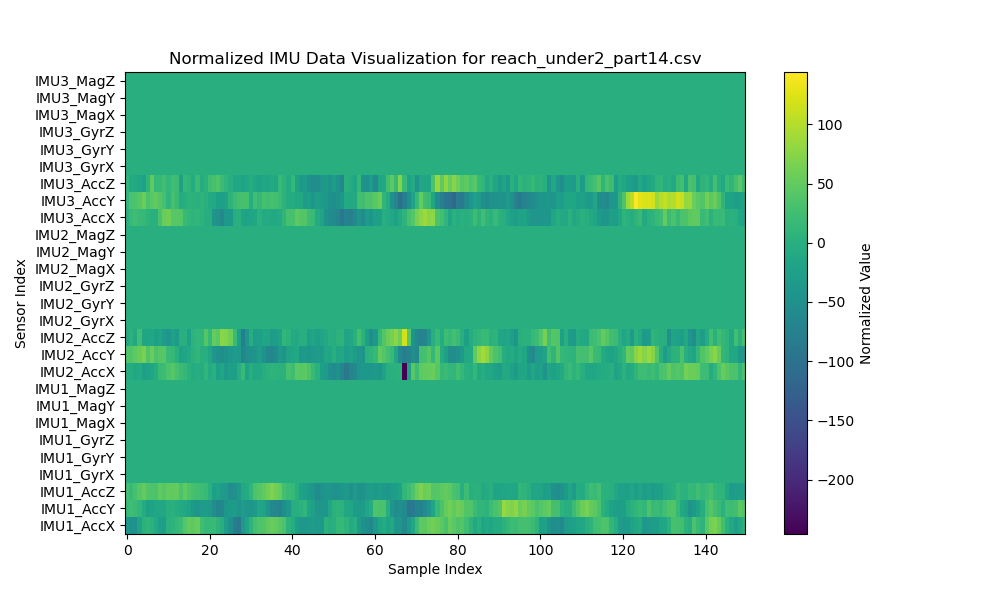 Normalized IMU Data Visualization for reach_under2_part14.csv
Sensor Index
IMU3_MagZ
IMU3_MagY
IMU3_MagX
IMU3_GyrZ
IMU3_GyrY
IMU3_GyrX
IMU3_AccZ
IMU3_AccY
IMU3_AccX
IMU2_MagZ
IMU2_MagY
IMU2_MagX
IMU2_GyrZ
IMU2_GyrY
IMU2_GyrX
IMU2_AccZ
IMU2_AccY
IMU2_AccX
IMU1_MagZ
IMU1_MagY
IMU1_MagX
IMU1_GyrZ
IMU1_GyrY
IMU1_GyrX
IMU1_AccZ
IMU1_AccY
IMU1_AccX
0 20 40 60 80 100 120 140
Sample Index
100
50
0
−50
−100
−150
−200
Normalized Value